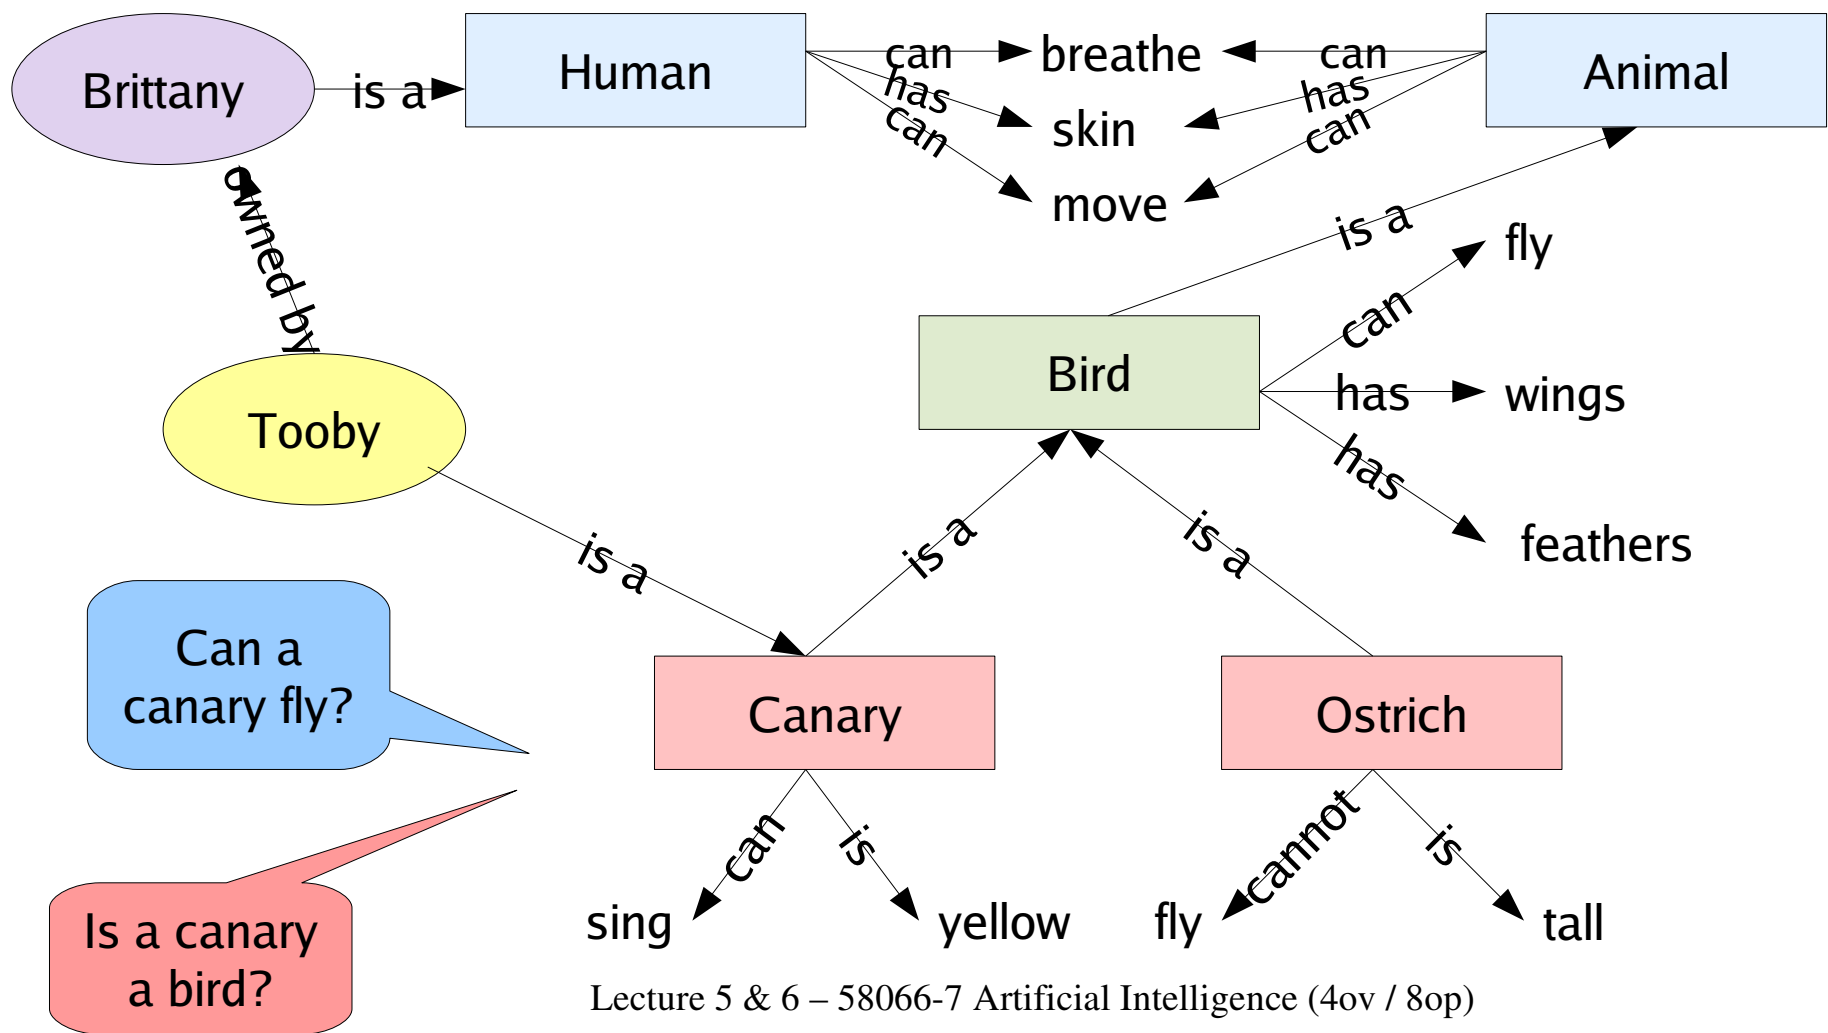 Brittany
is a
Human
can
has
can
breathe
skin
move
can
has
can
Animal
owned by
is a
fly
can
Bird
has
wings
has
feathers
Tooby
is a
is a
is a
Can a
canary fly?
Canary
Ostrich
can
is
cannot
is
sing
yellow
fly
tall
Is a canary
a bird?
Lecture 5 & 6 – 58066-7 Artificial Intelligence (4ov / 8op)